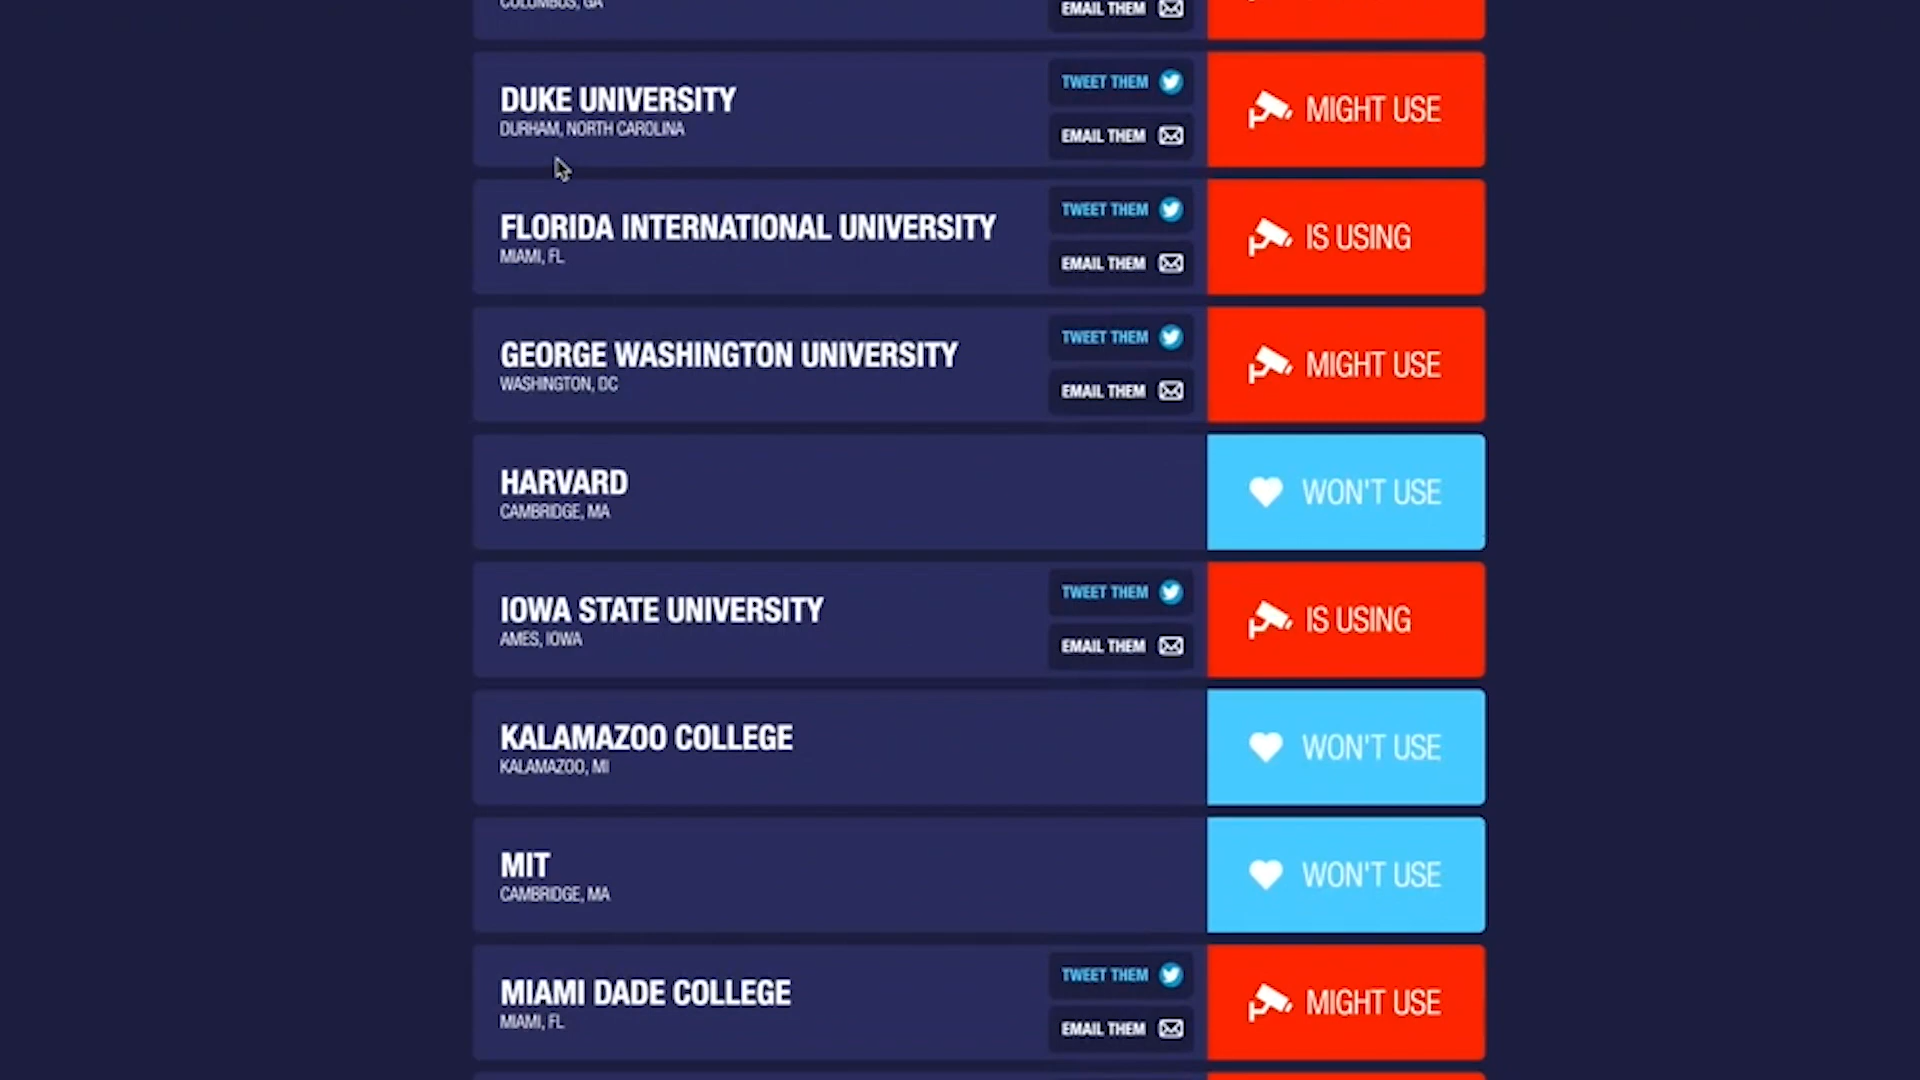 COLUMBUS, GA
EMAIL THEM
DUKE UNIVERSITY
DURHAM, NORTH CAROLINA
TWEET THEM
EMAIL THEM
MIGHT USE
FLORIDA INTERNATIONAL UNIVERSITY
MIAMI, FL
TWEET THEM
EMAIL THEM
IS USING
GEORGE WASHINGTON UNIVERSITY
WASHINGTON, DC
TWEET THEM
EMAIL THEM
MIGHT USE
HARVARD
CAMBRIDGE, MA
WON'T USE
IOWA STATE UNIVERSITY
AMES, IOWA
TWEET THEM
EMAIL THEM
IS USING
KALAMAZOO COLLEGE
KALAMAZOO, MI
WON'T USE
MIT
CAMBRIDGE, MA
WON'T USE
MIAMI DADE COLLEGE
MIAMI, FL
TWEET THEM
EMAIL THEM
MIGHT USE